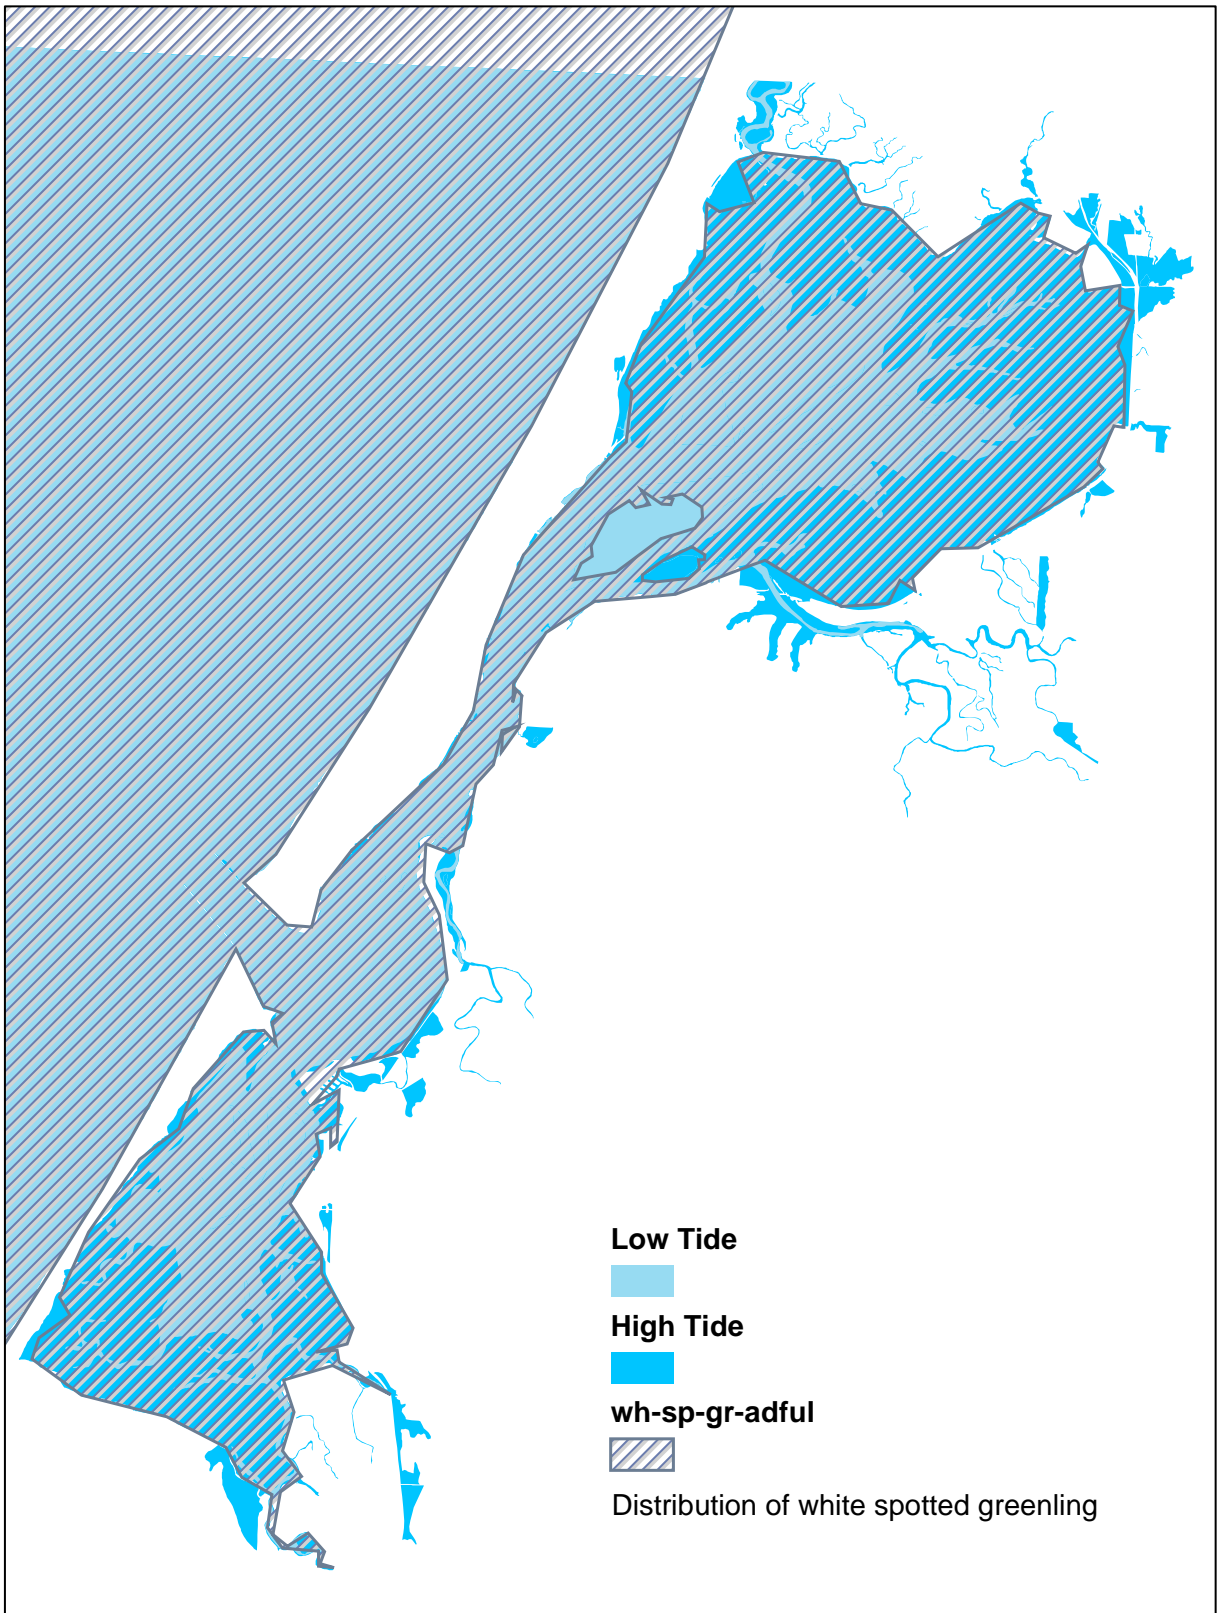 Low Tide
High Tide
wh-sp-gr-adful
Distribution of white spotted greenling